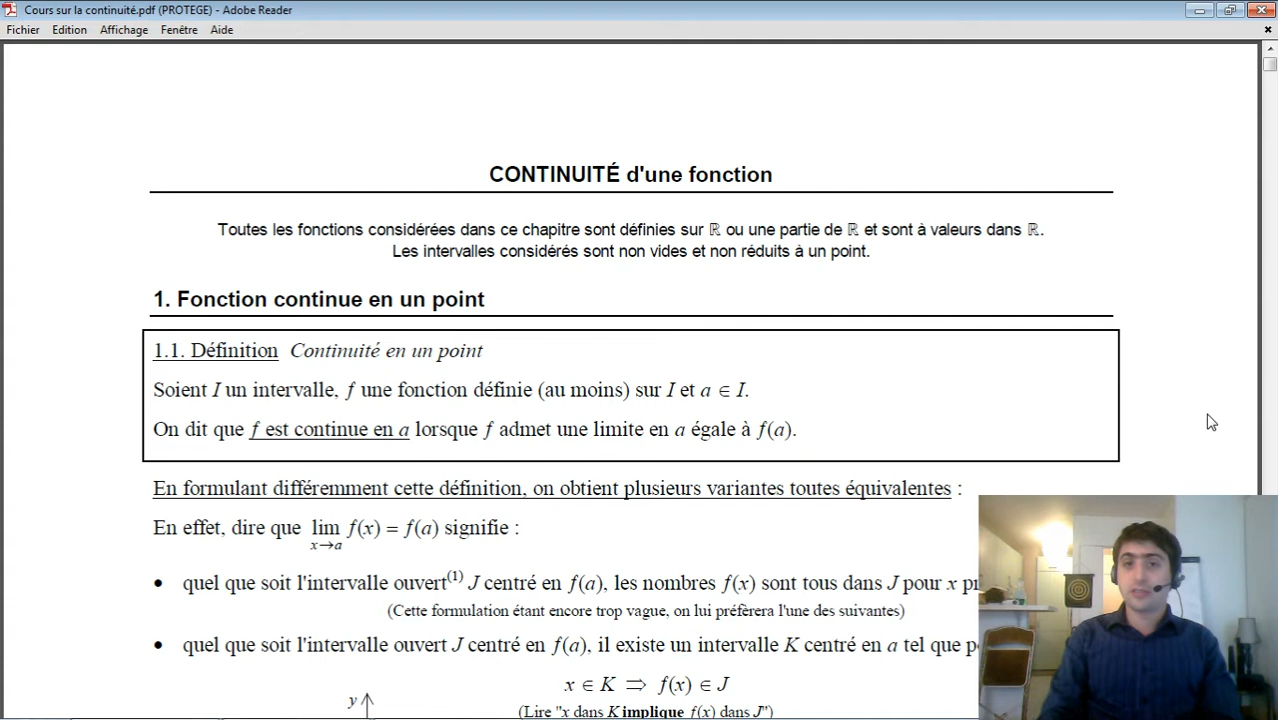 Cours sur la continuité.pdf (PROTEGE) - Adobe Reader
Fichier Edition Affichage Fenêtre Aide
CONTINUITÉ d'une fonction
Toutes les fonctions considérées dans ce chapitre sont définies sur ℝ ou une partie de ℝ et sont à valeurs dans ℝ.
Les intervalles considérés sont non vides et non réduits à un point.
1. Fonction continue en un point
1.1. Définition Continuité en un point
Soient I un intervalle, f une fonction définie (au moins) sur I et a ∈ I.
On dit que f est continue en a lorsque f admet une limite en a égale à f(a).
En formulant différemment cette définition, on obtient plusieurs variantes toutes équivalentes :
En effet, dire que lim f(x) = f(a) signifie :
x→a
• quel que soit l'intervalle ouvert(1) J centré en f(a), les nombres f(x) sont tous dans J pour x
(Cette formulation étant encore trop vague, on lui préfèrera l'une des suivantes)
• quel que soit l'intervalle ouvert J centré en f(a), il existe un intervalle K centré en a tel que
x ∈ K ⟹ f(x) ∈ J
y
(Lire "x dans K implique f(x) dans J")